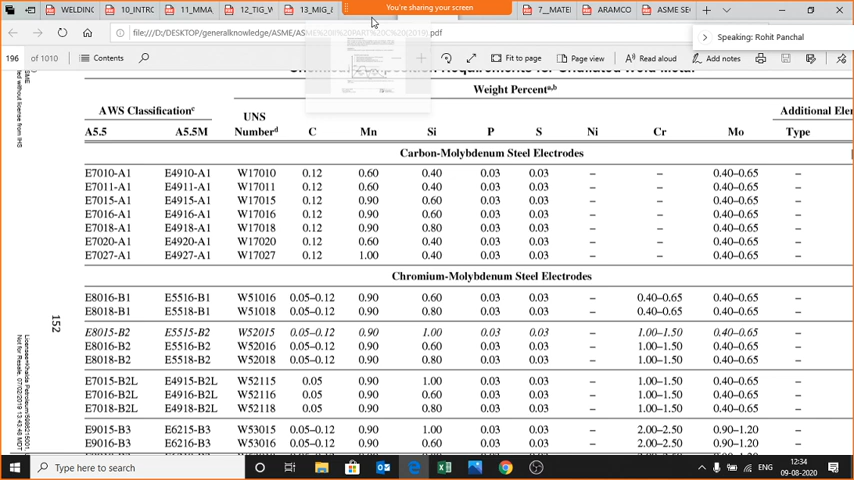 WELDING
10_INTRO
11_MMA
12_TIG_W
13_MIG_&
You're sharing your screen
7__MATE
ARAMCO
ASME SE
file:///D:/DESKTOP/generalknowledge/ASME/AS
pdf
Speaking: Rohit Panchal
196 of 1010
Contents
Fit to page
Page view
Read aloud
Add notes
Weight Percentᵃ,ᵇ
AWS Classificationᶜ
UNS
Additional Ele
A5.5 A5.5M Numberᵈ C Mn Si P S Ni Cr Mo Type
Carbon-Molybdenum Steel Electrodes
E7010-A1 E4910-A1 W17010 0.12 0.60 0.40 0.03 0.03 – – 0.40–0.65 –
E7011-A1 E4911-A1 W17011 0.12 0.60 0.40 0.03 0.03 – – 0.40–0.65 –
E7015-A1 E4915-A1 W17015 0.12 0.90 0.60 0.03 0.03 – – 0.40–0.65 –
E7016-A1 E4916-A1 W17016 0.12 0.90 0.60 0.03 0.03 – – 0.40–0.65 –
E7018-A1 E4918-A1 W17018 0.12 0.90 0.80 0.03 0.03 – – 0.40–0.65 –
E7020-A1 E4920-A1 W17020 0.12 0.60 0.40 0.03 0.03 – – 0.40–0.65 –
E7027-A1 E4927-A1 W17027 0.12 1.00 0.40 0.03 0.03 – – 0.40–0.65 –
Chromium-Molybdenum Steel Electrodes
E8016-B1 E5516-B1 W51016 0.05–0.12 0.90 0.60 0.03 0.03 – 0.40–0.65 0.40–0.65 –
E8018-B1 E5518-B1 W51018 0.05–0.12 0.90 0.80 0.03 0.03 – 0.40–0.65 0.40–0.65 –
E8015-B2 E5515-B2 W52015 0.05–0.12 0.90 1.00 0.03 0.03 – 1.00–1.50 0.40–0.65 –
E8016-B2 E5516-B2 W52016 0.05–0.12 0.90 0.60 0.03 0.03 – 1.00–1.50 0.40–0.65 –
E8018-B2 E5518-B2 W52018 0.05–0.12 0.90 0.80 0.03 0.03 – 1.00–1.50 0.40–0.65 –
E7015-B2L E4915-B2L W52115 0.05 0.90 1.00 0.03 0.03 – 1.00–1.50 0.40–0.65 –
E7016-B2L E4916-B2L W52116 0.05 0.90 0.60 0.03 0.03 – 1.00–1.50 0.40–0.65 –
E7018-B2L E4918-B2L W52118 0.05 0.90 0.80 0.03 0.03 – 1.00–1.50 0.40–0.65 –
E9015-B3 E6215-B3 W53015 0.05–0.12 0.90 1.00 0.03 0.03 – 2.00–2.50 0.90–1.20 –
E9016-B3 E6216-B3 W53016 0.05–0.12 0.90 0.60 0.03 0.03 – 2.00–2.50 0.90–1.20 –
152
ed without license from IHS
Not for Resale, 07/02/2019 13:43:48 MDT
Type here to search
ENG
12:34
09-08-2020